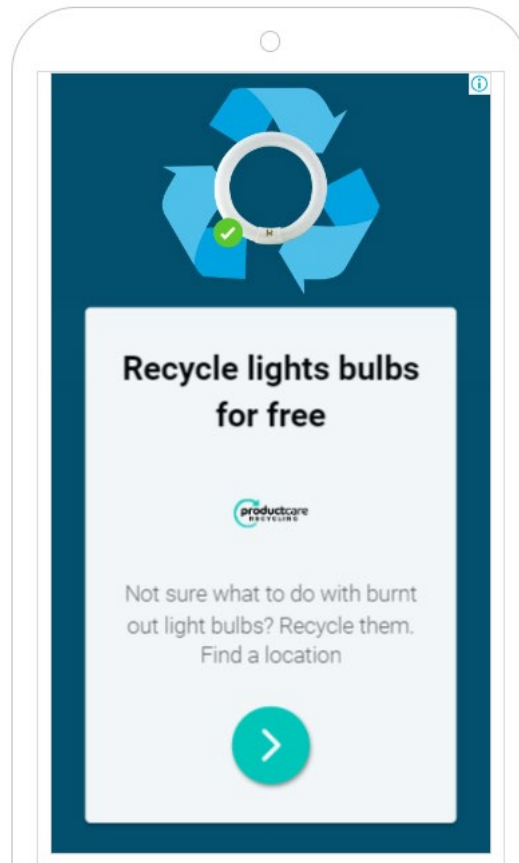 Recycle lights bulbs
for free
productcare
RECYCLING
Not sure what to do with burnt
out light bulbs? Recycle them.
Find a location